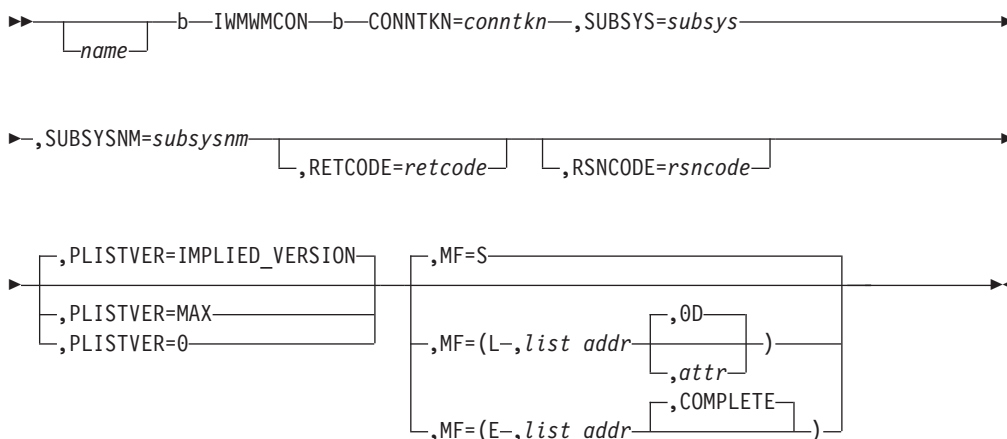 b IWMWMCON b CONNTKN=conntkn ,SUBSYS=subsys
name
,SUBSYSNM=subsysnm
,RETCODE=retcode ,RSNCODE=rsncode
,PLISTVER=IMPLIED_VERSION ,MF=S
,PLISTVER=MAX ,0D
,PLISTVER=0 ,MF=(L ,list addr )
,attr
,COMPLETE
,MF=(E ,list addr )